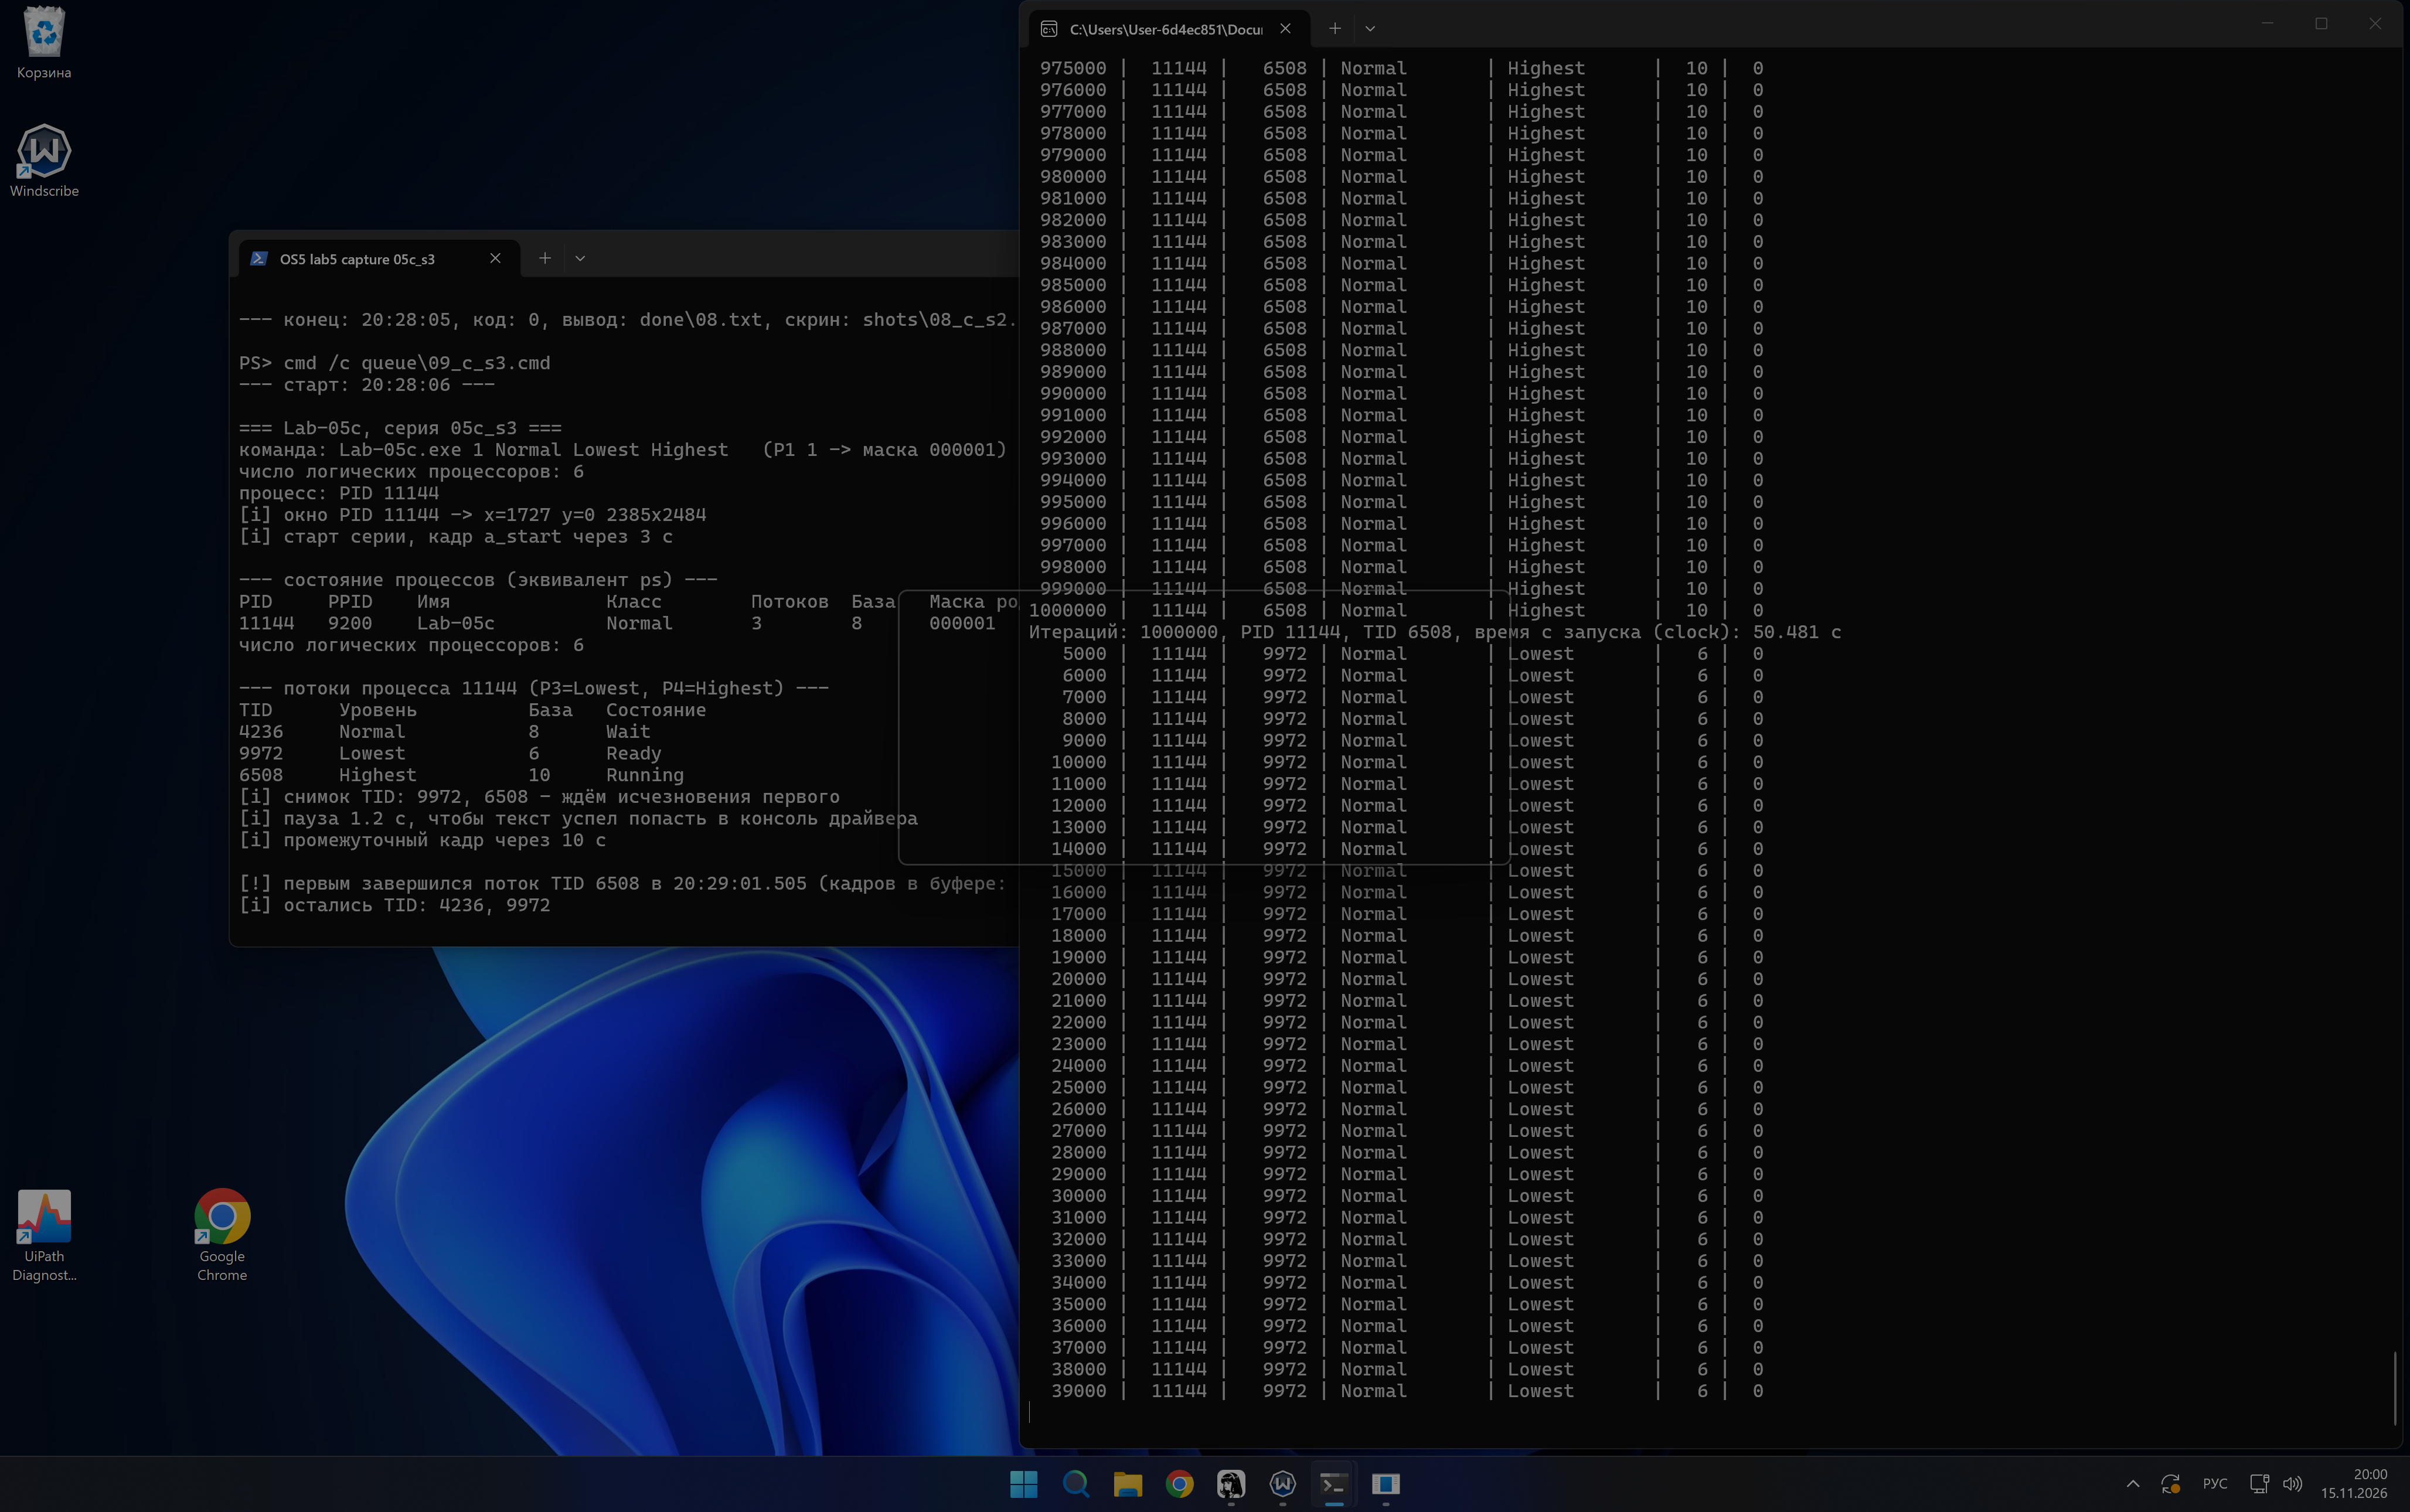 Корзина
Windscribe
UiPath
Diagnost...
Google
Chrome
OS5 lab5 capture 05c_s3
--- конец: 20:28:05, код: 0, вывод: done\08.txt, скрин: shots\08_c_s2.
PS> cmd /c queue\09_c_s3.cmd
--- старт: 20:28:06 ---
=== Lab-05c, серия 05c_s3 ===
команда: Lab-05c.exe 1 Normal Lowest Highest   (P1 1 -> маска 000001)
число логических процессоров: 6
процесс: PID 11144
[i] окно PID 11144 -> x=1727 y=0 2385x2484
[i] старт серии, кадр a_start через 3 с
--- состояние процессов (эквивалент ps) ---
PID     PPID    Имя              Класс        Потоков  База   Маска ро
11144   9200    Lab-05c          Normal       3        8      000001
число логических процессоров: 6
--- потоки процесса 11144 (P3=Lowest, P4=Highest) ---
TID      Уровень          База   Состояние
4236     Normal           8      Wait
9972     Lowest           6      Ready
6508     Highest          10     Running
[i] снимок TID: 9972, 6508 - ждём исчезновения первого
[i] пауза 1.2 с, чтобы текст успел попасть в консоль драйвера
[i] промежуточный кадр через 10 с
[!] первым завершился поток TID 6508 в 20:29:01.505 (кадров в буфере:
[i] остались TID: 4236, 9972
C:\Users\User-6d4ec851\Docu
975000 | 11144 | 6508 | Normal | Highest | 10 | 0
976000 | 11144 | 6508 | Normal | Highest | 10 | 0
977000 | 11144 | 6508 | Normal | Highest | 10 | 0
978000 | 11144 | 6508 | Normal | Highest | 10 | 0
979000 | 11144 | 6508 | Normal | Highest | 10 | 0
980000 | 11144 | 6508 | Normal | Highest | 10 | 0
981000 | 11144 | 6508 | Normal | Highest | 10 | 0
982000 | 11144 | 6508 | Normal | Highest | 10 | 0
983000 | 11144 | 6508 | Normal | Highest | 10 | 0
984000 | 11144 | 6508 | Normal | Highest | 10 | 0
985000 | 11144 | 6508 | Normal | Highest | 10 | 0
986000 | 11144 | 6508 | Normal | Highest | 10 | 0
987000 | 11144 | 6508 | Normal | Highest | 10 | 0
988000 | 11144 | 6508 | Normal | Highest | 10 | 0
989000 | 11144 | 6508 | Normal | Highest | 10 | 0
990000 | 11144 | 6508 | Normal | Highest | 10 | 0
991000 | 11144 | 6508 | Normal | Highest | 10 | 0
992000 | 11144 | 6508 | Normal | Highest | 10 | 0
993000 | 11144 | 6508 | Normal | Highest | 10 | 0
994000 | 11144 | 6508 | Normal | Highest | 10 | 0
995000 | 11144 | 6508 | Normal | Highest | 10 | 0
996000 | 11144 | 6508 | Normal | Highest | 10 | 0
997000 | 11144 | 6508 | Normal | Highest | 10 | 0
998000 | 11144 | 6508 | Normal | Highest | 10 | 0
999000 | 11144 | 6508 | Normal | Highest | 10 | 0
1000000 | 11144 | 6508 | Normal | Highest | 10 | 0
Итераций: 1000000, PID 11144, TID 6508, время с запуска (clock): 50.481 с
5000 | 11144 | 9972 | Normal | Lowest | 6 | 0
6000 | 11144 | 9972 | Normal | Lowest | 6 | 0
7000 | 11144 | 9972 | Normal | Lowest | 6 | 0
8000 | 11144 | 9972 | Normal | Lowest | 6 | 0
9000 | 11144 | 9972 | Normal | Lowest | 6 | 0
10000 | 11144 | 9972 | Normal | Lowest | 6 | 0
11000 | 11144 | 9972 | Normal | Lowest | 6 | 0
12000 | 11144 | 9972 | Normal | Lowest | 6 | 0
13000 | 11144 | 9972 | Normal | Lowest | 6 | 0
14000 | 11144 | 9972 | Normal | Lowest | 6 | 0
15000 | 11144 | 9972 | Normal | Lowest | 6 | 0
16000 | 11144 | 9972 | Normal | Lowest | 6 | 0
17000 | 11144 | 9972 | Normal | Lowest | 6 | 0
18000 | 11144 | 9972 | Normal | Lowest | 6 | 0
19000 | 11144 | 9972 | Normal | Lowest | 6 | 0
20000 | 11144 | 9972 | Normal | Lowest | 6 | 0
21000 | 11144 | 9972 | Normal | Lowest | 6 | 0
22000 | 11144 | 9972 | Normal | Lowest | 6 | 0
23000 | 11144 | 9972 | Normal | Lowest | 6 | 0
24000 | 11144 | 9972 | Normal | Lowest | 6 | 0
25000 | 11144 | 9972 | Normal | Lowest | 6 | 0
26000 | 11144 | 9972 | Normal | Lowest | 6 | 0
27000 | 11144 | 9972 | Normal | Lowest | 6 | 0
28000 | 11144 | 9972 | Normal | Lowest | 6 | 0
29000 | 11144 | 9972 | Normal | Lowest | 6 | 0
30000 | 11144 | 9972 | Normal | Lowest | 6 | 0
31000 | 11144 | 9972 | Normal | Lowest | 6 | 0
32000 | 11144 | 9972 | Normal | Lowest | 6 | 0
33000 | 11144 | 9972 | Normal | Lowest | 6 | 0
34000 | 11144 | 9972 | Normal | Lowest | 6 | 0
35000 | 11144 | 9972 | Normal | Lowest | 6 | 0
36000 | 11144 | 9972 | Normal | Lowest | 6 | 0
37000 | 11144 | 9972 | Normal | Lowest | 6 | 0
38000 | 11144 | 9972 | Normal | Lowest | 6 | 0
39000 | 11144 | 9972 | Normal | Lowest | 6 | 0
РУС
20:00
15.11.2026